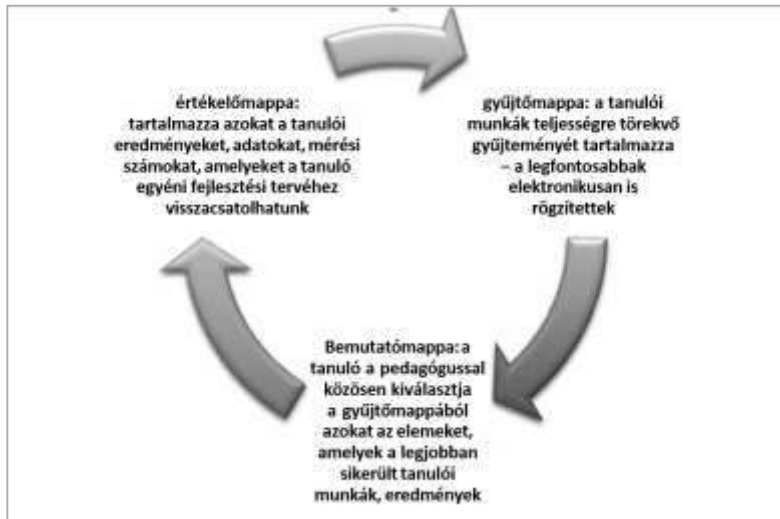 értékelőmappa:
tartalmazza azokat a tanulói
eredményeket, adatokat, mérési
számokat, amelyeket a tanuló
egyéni fejlesztési tervéhez
visszacsatolhatunk
gyűjtőmappa: a tanulói
munkák teljességre törekvő
gyűjteményét tartalmazza
– a legfontosabbak
elektronikusan is
rögzítettek
Bemutatómappa: a
tanuló a pedagógussal
közösen kiválasztja
a gyűjtőmappából
azokat az elemeket,
amelyek a legjobban
sikerült tanulói
munkák, eredmények